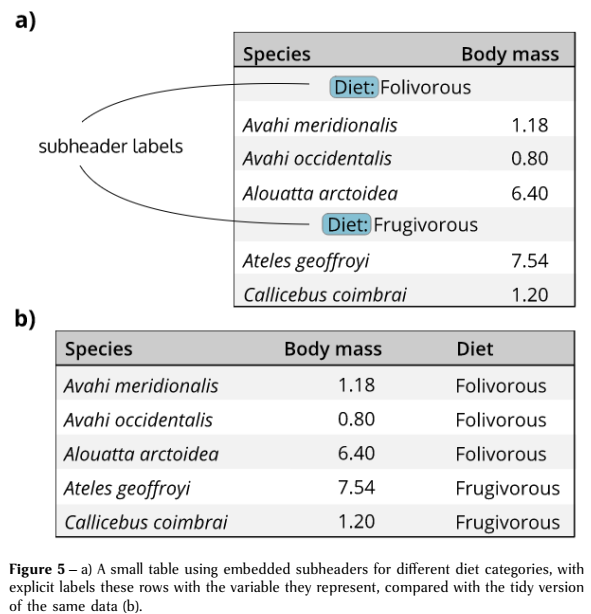 a)
Species Body mass
Diet: Folivorous
Avahi meridionalis 1.18
subheader labels
Avahi occidentalis 0.80
Alouatta arctoidea 6.40
Diet: Frugivorous
Ateles geoffroyi 7.54
Callicebus coimbrai 1.20
b)
Species Body mass Diet
Avahi meridionalis 1.18 Folivorous
Avahi occidentalis 0.80 Folivorous
Alouatta arctoidea 6.40 Folivorous
Ateles geoffroyi 7.54 Frugivorous
Callicebus coimbrai 1.20 Frugivorous
Figure 5 – a) A small table using embedded subheaders for different diet categories, with
explicit labels these rows with the variable they represent, compared with the tidy version
of the same data (b).